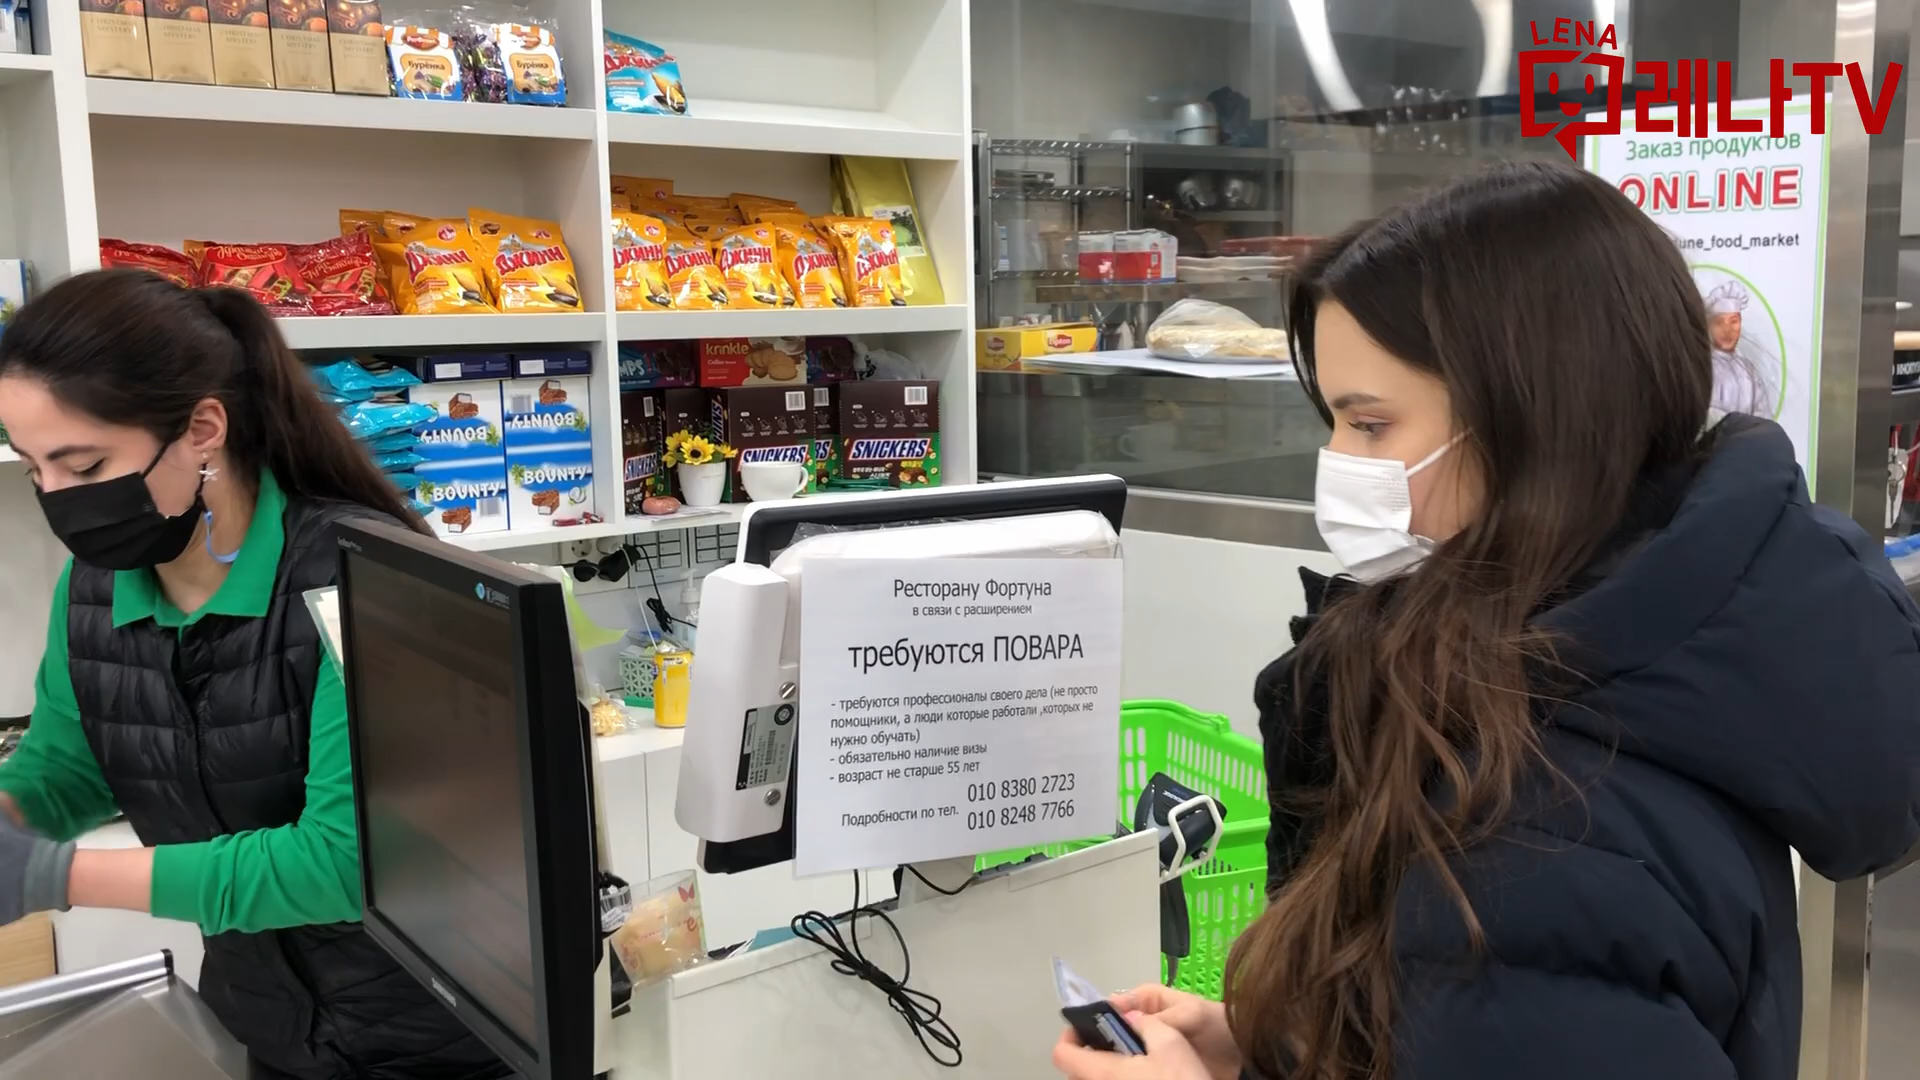 LENA
레나TV
Заказ продуктов
ONLINE
une_food_market
Бурёнка
Бурёнка
ДЖИНН
ДЖИНН
ДЖИНН
ДЖИНН
ДЖИНН
ДЖИНН
ДЖИНН
ДЖИНН
Lipton
krinkle
BOUNTY
BOUNTY
BOUNTY
BOUNTY
SNICKERS
SNICKERS
SNICKERS
Ресторану Фортуна
в связи с расширением
требуются ПОВАРА
- требуются профессионалы своего дела (не просто
помощники, а люди которые работали ,которых не
нужно обучать)
- обязательно наличие визы
- возраст не старше 55 лет
010 8380 2723
Подробности по тел.
010 8248 7766